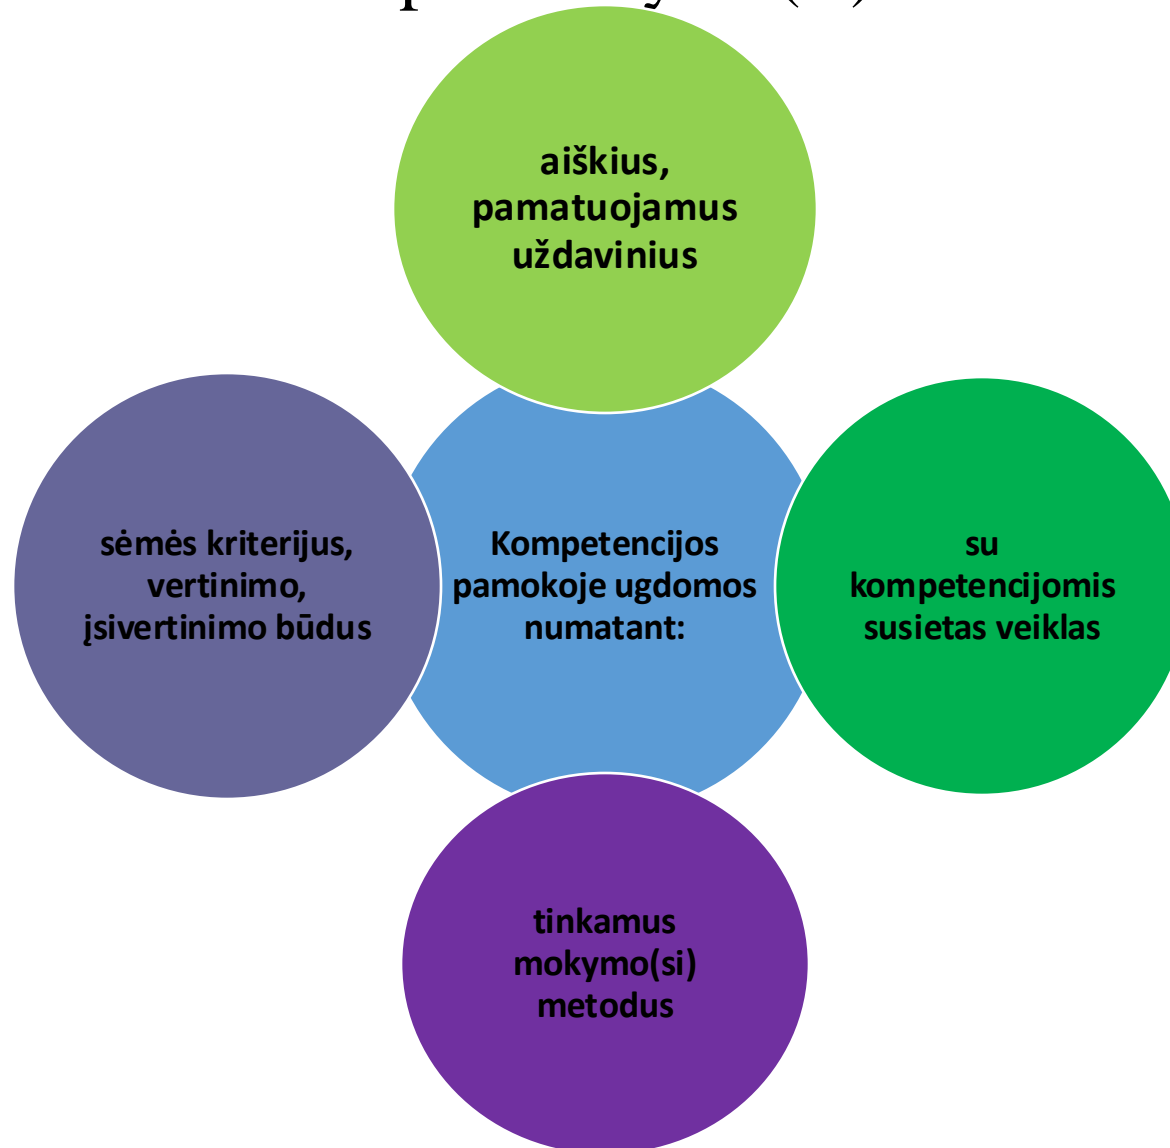 aiškius,
pamatuojamus
uždavinius
sėmės kriterijus,
vertinimo,
įsivertinimo būdus
Kompetencijos
pamokoje ugdomos
numatant:
su
kompetencijomis
susietas veiklas
tinkamus
mokymo(si)
metodus